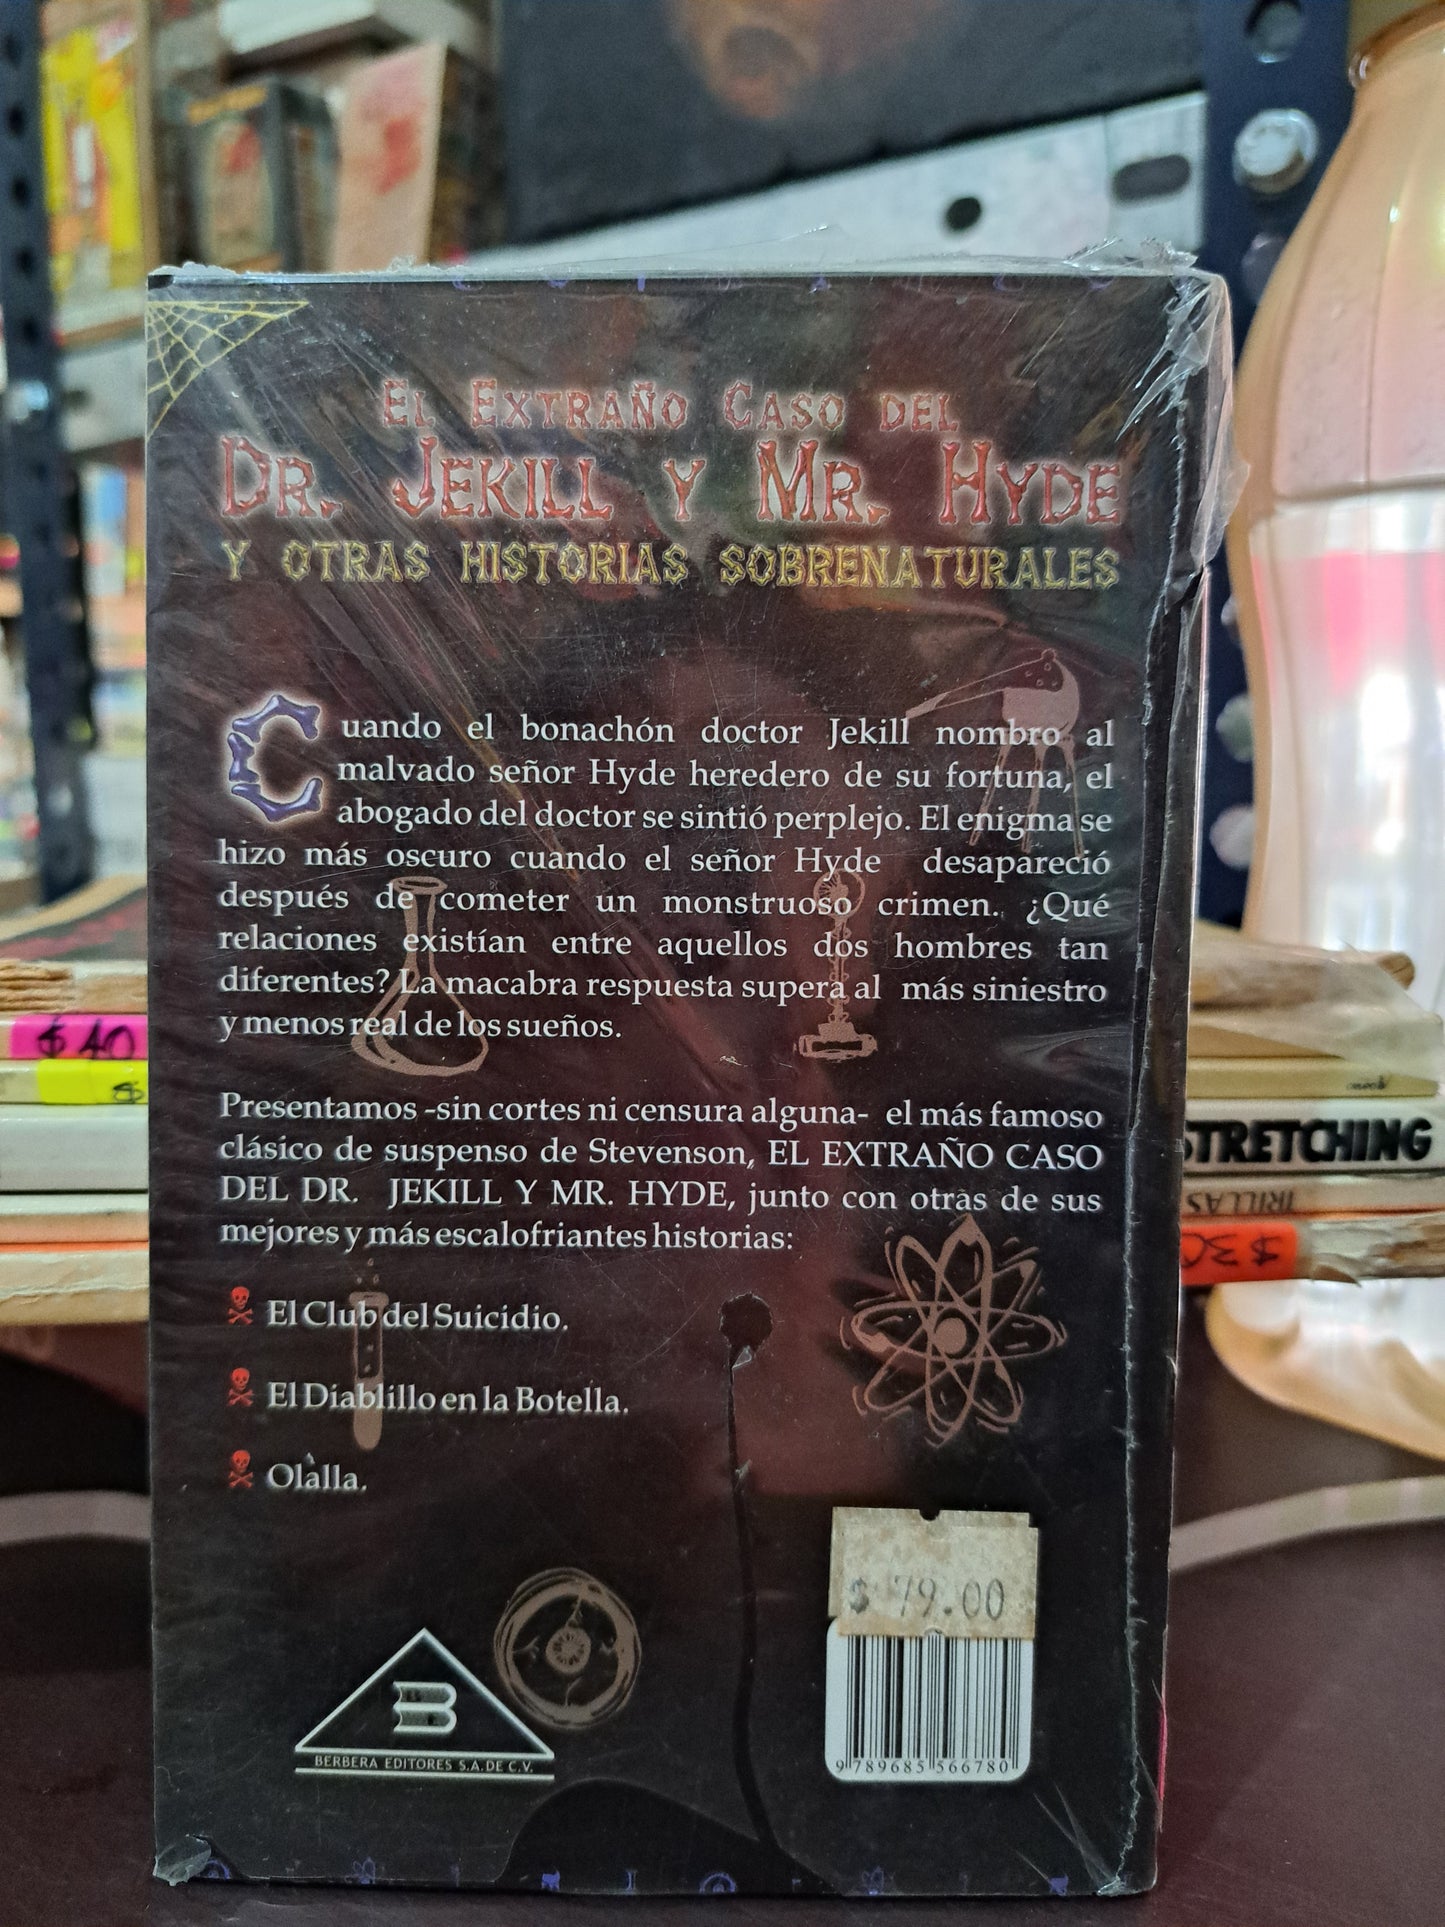 El Extraño Caso del
Dr. Jekill y Mr. Hyde
y otras historias sobrenaturales
Cuando el bonachón doctor Jekill nombro al
malvado señor Hyde heredero de su fortuna, el
abogado del doctor se sintió perplejo. El enigma se
hizo más oscuro cuando el señor Hyde desapareció
después de cometer un monstruoso crimen. ¿Qué
relaciones existían entre aquellos dos hombres tan
diferentes? La macabra respuesta supera al más siniestro
y menos real de los sueños.
Presentamos -sin cortes ni censura alguna- el más famoso
clásico de suspenso de Stevenson, EL EXTRAÑO CASO
DEL DR. JEKILL Y MR. HYDE, junto con otras de sus
mejores y más escalofriantes historias:
El Club del Suicidio.
El Diablillo en la Botella.
Olàlla.
$ 79.00
B
BERBERA EDITORES S.A. DE C.V.
9 789685 566780
$40
$
STRETCHING
TRILLAS
$30